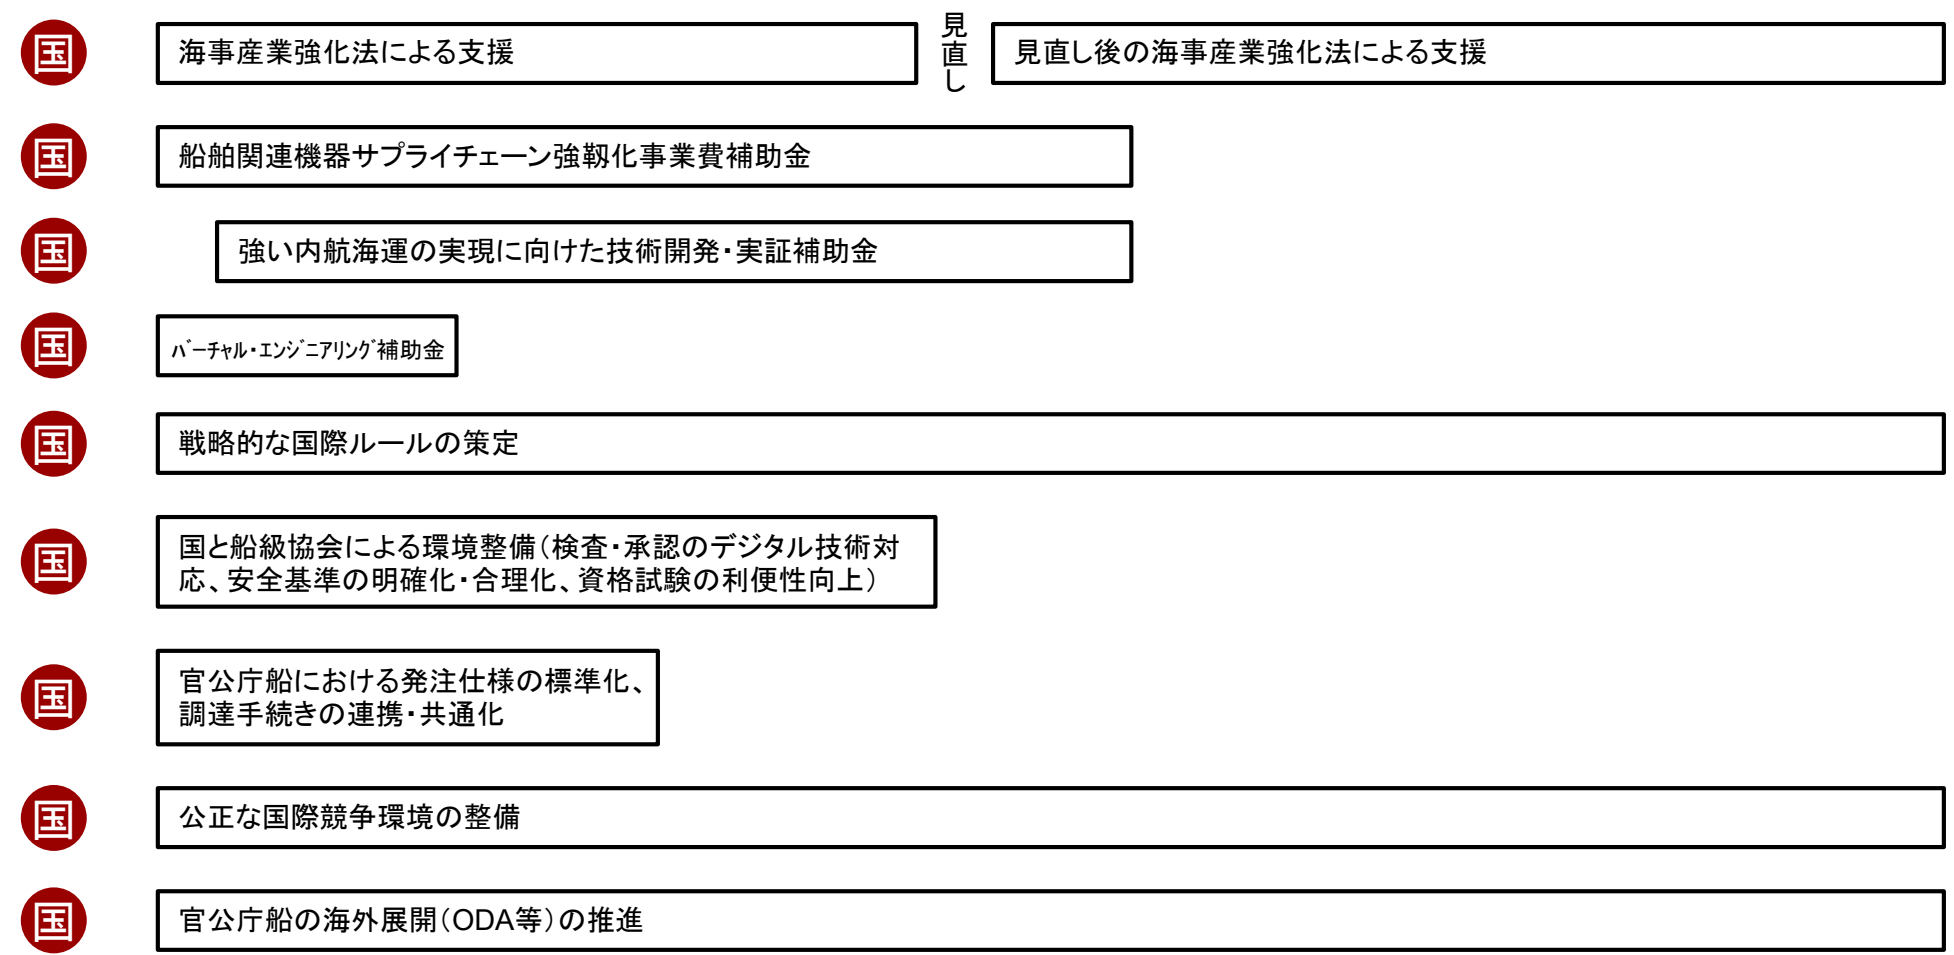 国
海事産業強化法による支援
見直し
見直し後の海事産業強化法による支援
国
船舶関連機器サプライチェーン強靱化事業費補助金
国
強い内航海運の実現に向けた技術開発・実証補助金
国
ﾊﾞｰﾁｬﾙ・ｴﾝｼﾞﾆｱﾘﾝｸﾞ補助金
国
戦略的な国際ルールの策定
国
国と船級協会による環境整備（検査・承認のデジタル技術対
応、安全基準の明確化・合理化、資格試験の利便性向上）
国
官公庁船における発注仕様の標準化、
調達手続きの連携・共通化
国
公正な国際競争環境の整備
国
官公庁船の海外展開（ODA等）の推進